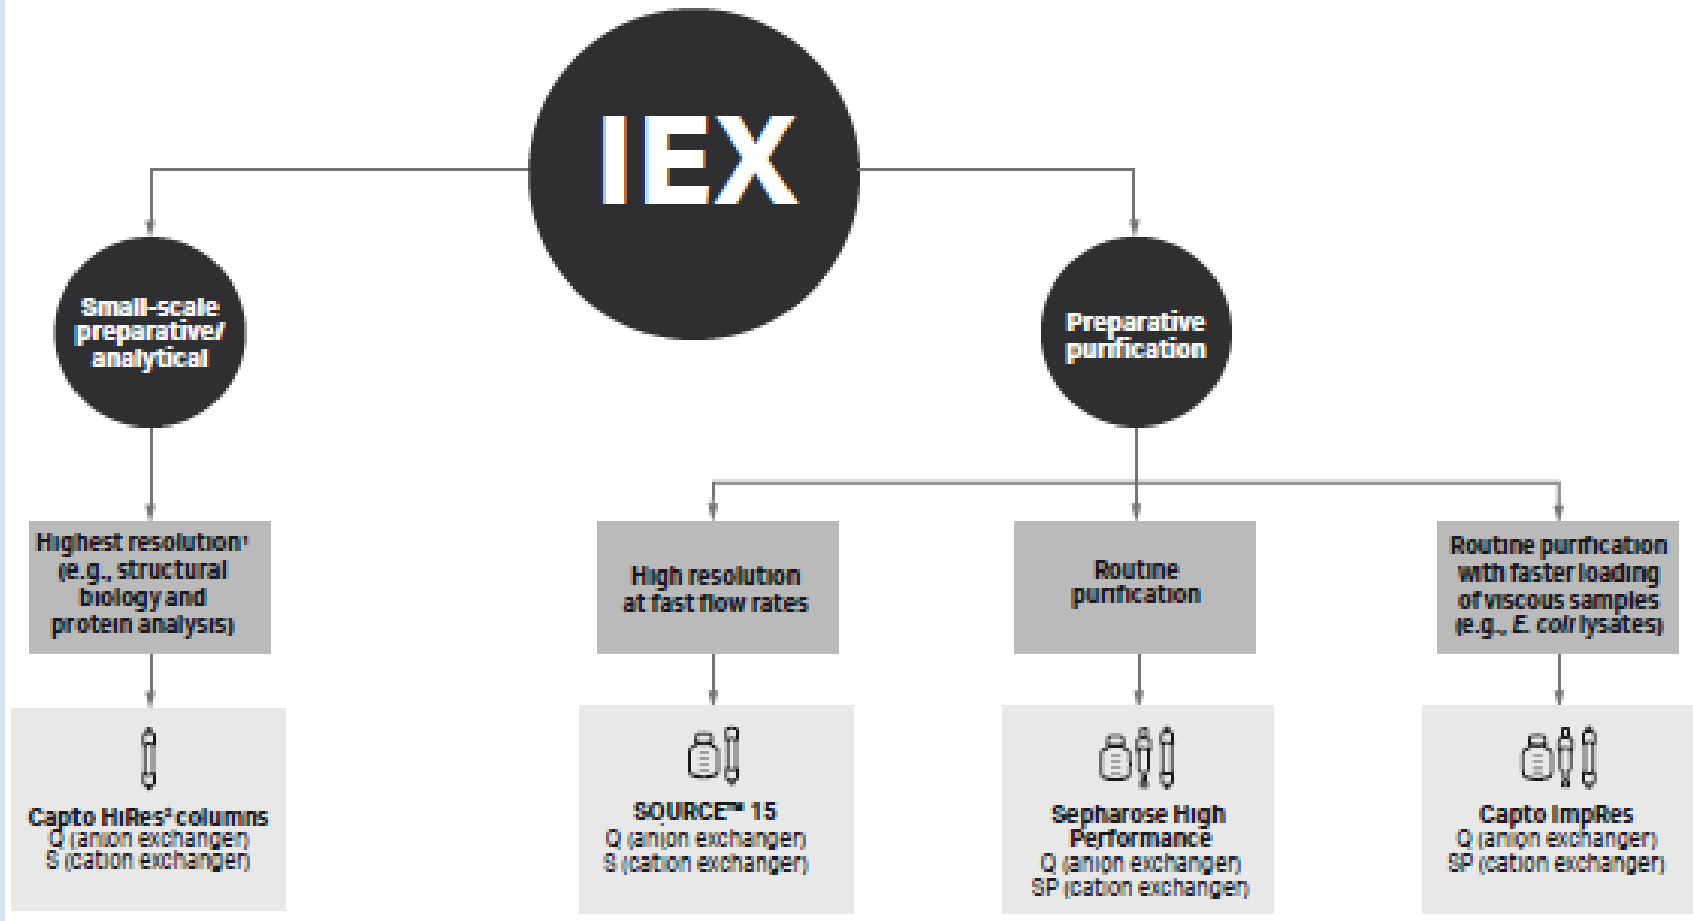 IEX
Small-scale
preparative/
analytical
Preparative
purification
Highest resolution¹
(e.g., structural
biology and
protein analysis)
High resolution
at fast flow rates
Routine
purification
Routine purification
with faster loading
of viscous samples
(e.g., E. coli lysates)
Capto HiRes² columns
Q (anion exchanger)
S (cation exchanger)
SOURCE™ 15
Q (anion exchanger)
S (cation exchanger)
Sepharose High
Performance
Q (anion exchanger)
SP (cation exchanger)
Capto ImpRes
Q (anion exchanger)
SP (cation exchanger)